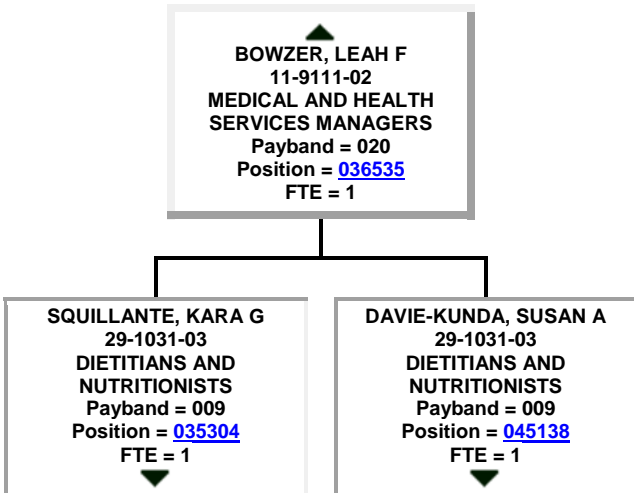 BOWZER, LEAH F
11-9111-02
MEDICAL AND HEALTH
SERVICES MANAGERS
Payband = 020
Position = 036535
FTE = 1
SQUILLANTE, KARA G
29-1031-03
DIETITIANS AND
NUTRITIONISTS
Payband = 009
Position = 035304
FTE = 1
DAVIE-KUNDA, SUSAN A
29-1031-03
DIETITIANS AND
NUTRITIONISTS
Payband = 009
Position = 045138
FTE = 1